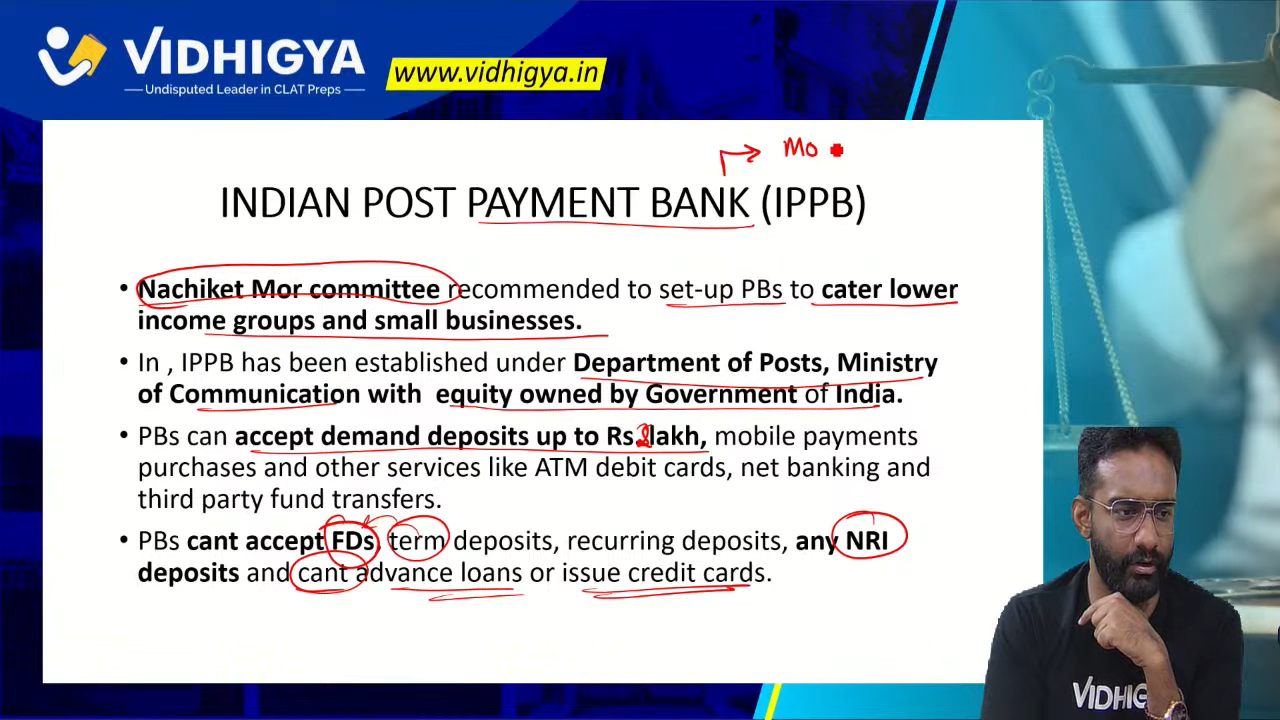 VIDHIGYA
Undisputed Leader in CLAT Preps
www.vidhigya.in
Mo
INDIAN POST PAYMENT BANK (IPPB)
• Nachiket Mor committee recommended to set-up PBs to cater lower
income groups and small businesses.
• In , IPPB has been established under Department of Posts, Ministry
of Communication with equity owned by Government of India.
• PBs can accept demand deposits up to Rs 2lakh, mobile payments
purchases and other services like ATM debit cards, net banking and
third party fund transfers.
• PBs cant accept FDs, term deposits, recurring deposits, any NRI
deposits and cant advance loans or issue credit cards.
VIDHIG